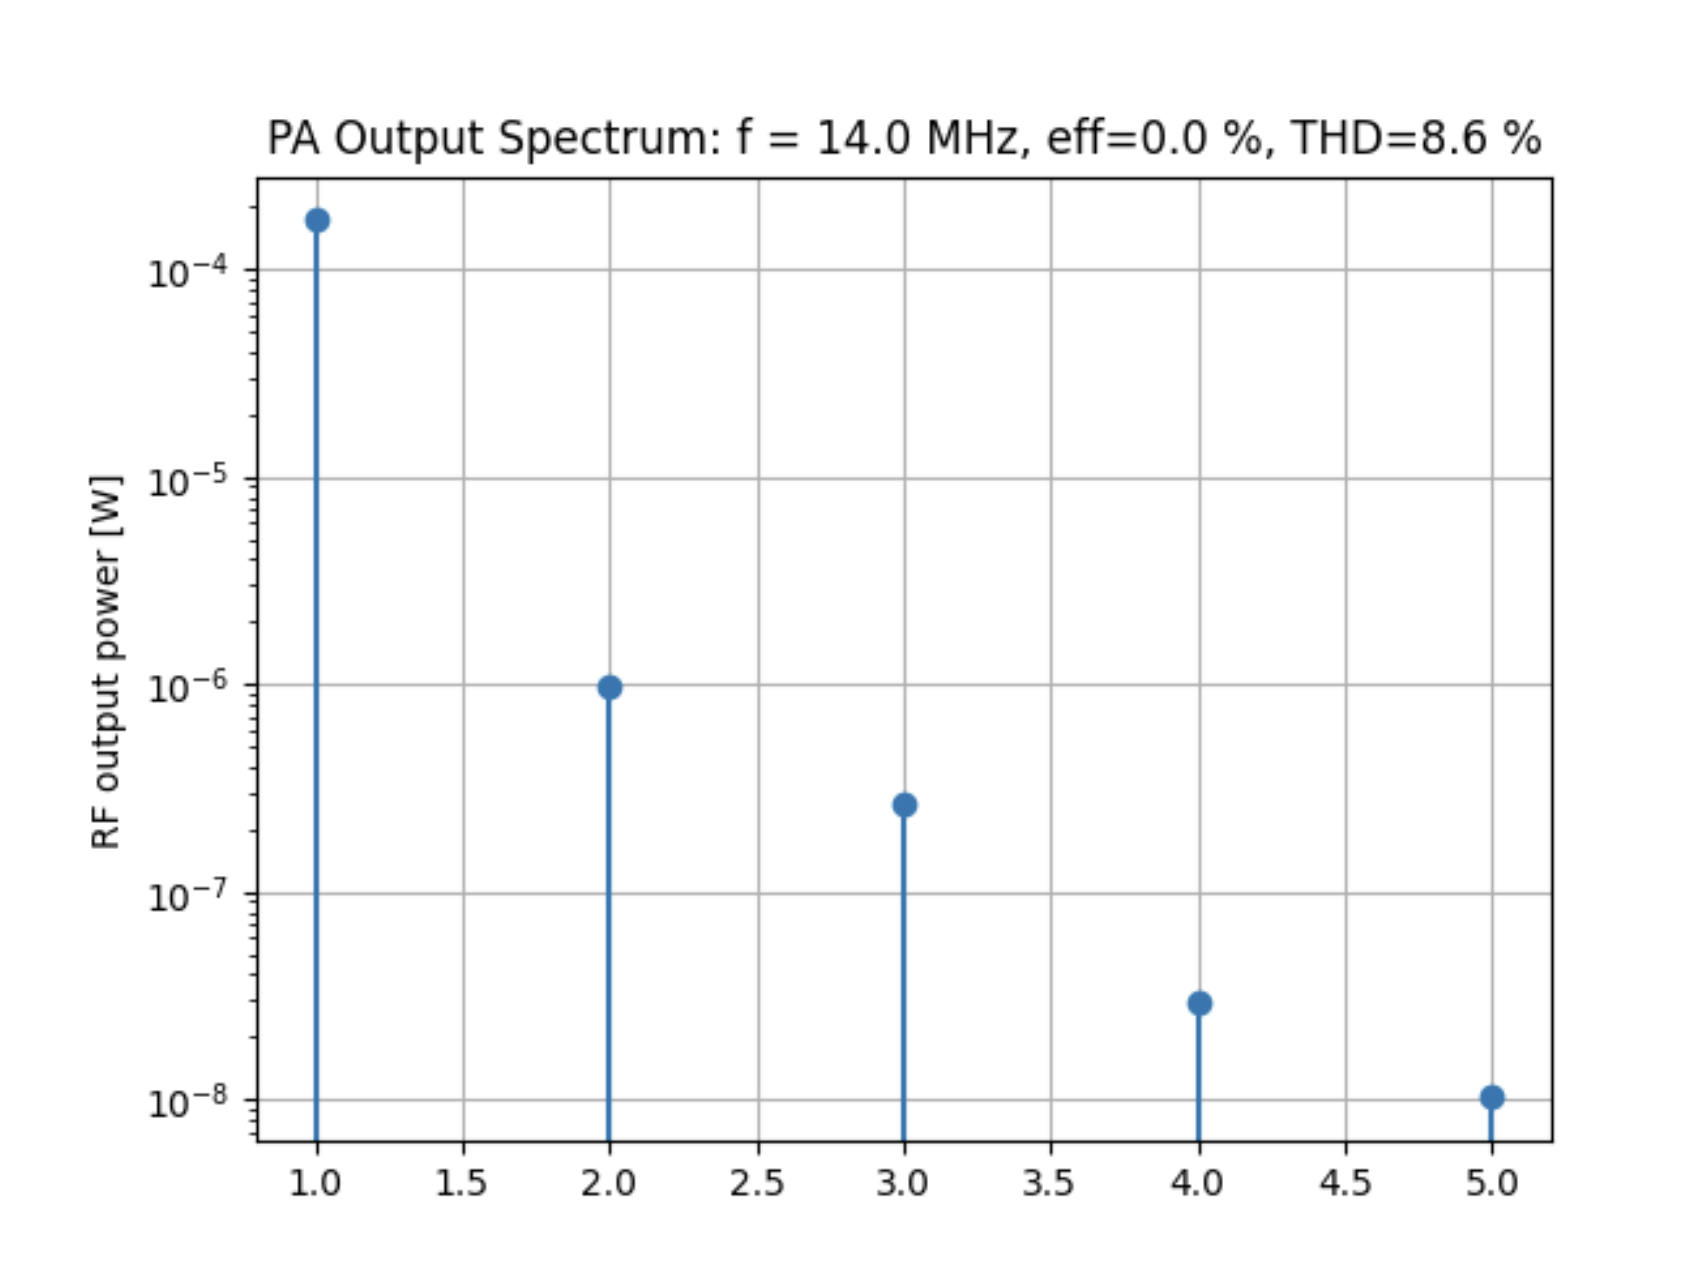 PA Output Spectrum: f = 14.0 MHz, eff=0.0 %, THD=8.6 %
10⁻⁴
10⁻⁵
10⁻⁶
10⁻⁷
10⁻⁸
RF output power [W]
1.0 1.5 2.0 2.5 3.0 3.5 4.0 4.5 5.0